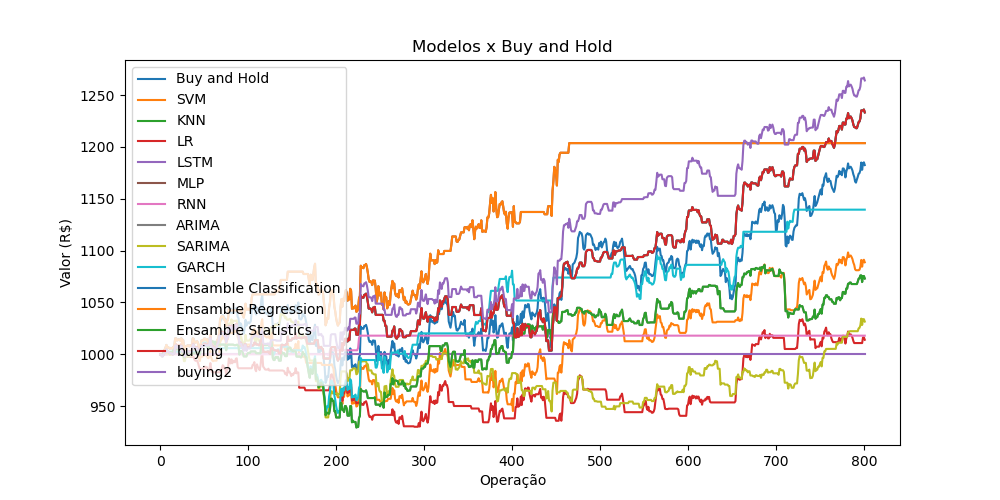 Modelos x Buy and Hold
Valor (R$)
1250
1200
1150
1100
1050
1000
950
Buy and Hold
SVM
KNN
LR
LSTM
MLP
RNN
ARIMA
SARIMA
GARCH
Ensamble Classification
Ensamble Regression
Ensamble Statistics
buying
buying2
0 100 200 300 400 500 600 700 800
Operação